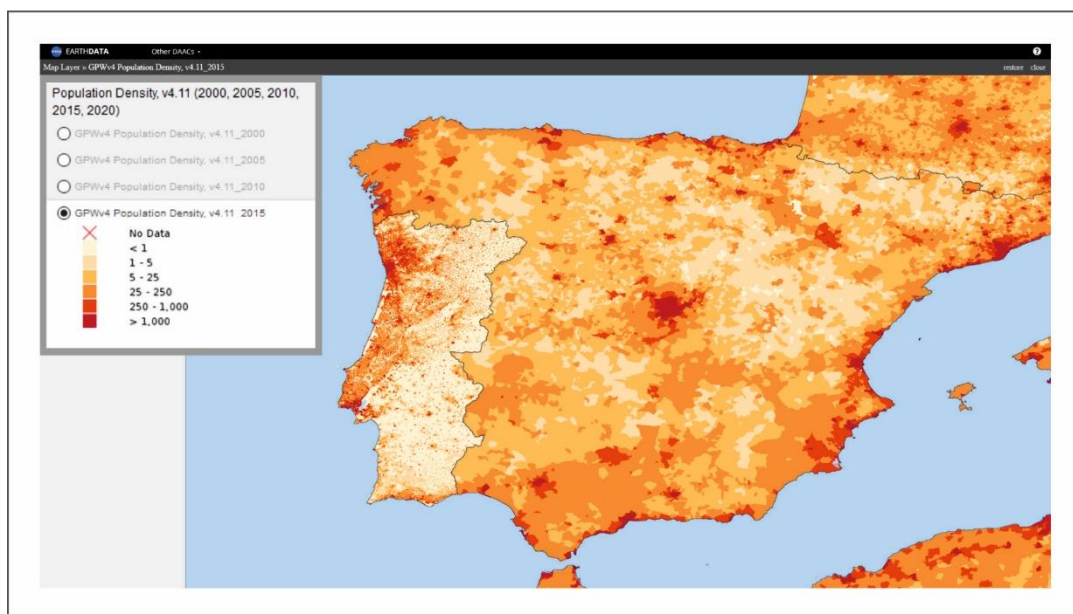 EARTHDATA Other DAACs
Map Layer » GPWv4 Population Density, v4.11_2015 restore close
Population Density, v4.11 (2000, 2005, 2010,
2015, 2020)
GPWv4 Population Density, v4.11_2000
GPWv4 Population Density, v4.11_2005
GPWv4 Population Density, v4.11_2010
GPWv4 Population Density, v4.11_2015
No Data
< 1
1 - 5
5 - 25
25 - 250
250 - 1,000
> 1,000